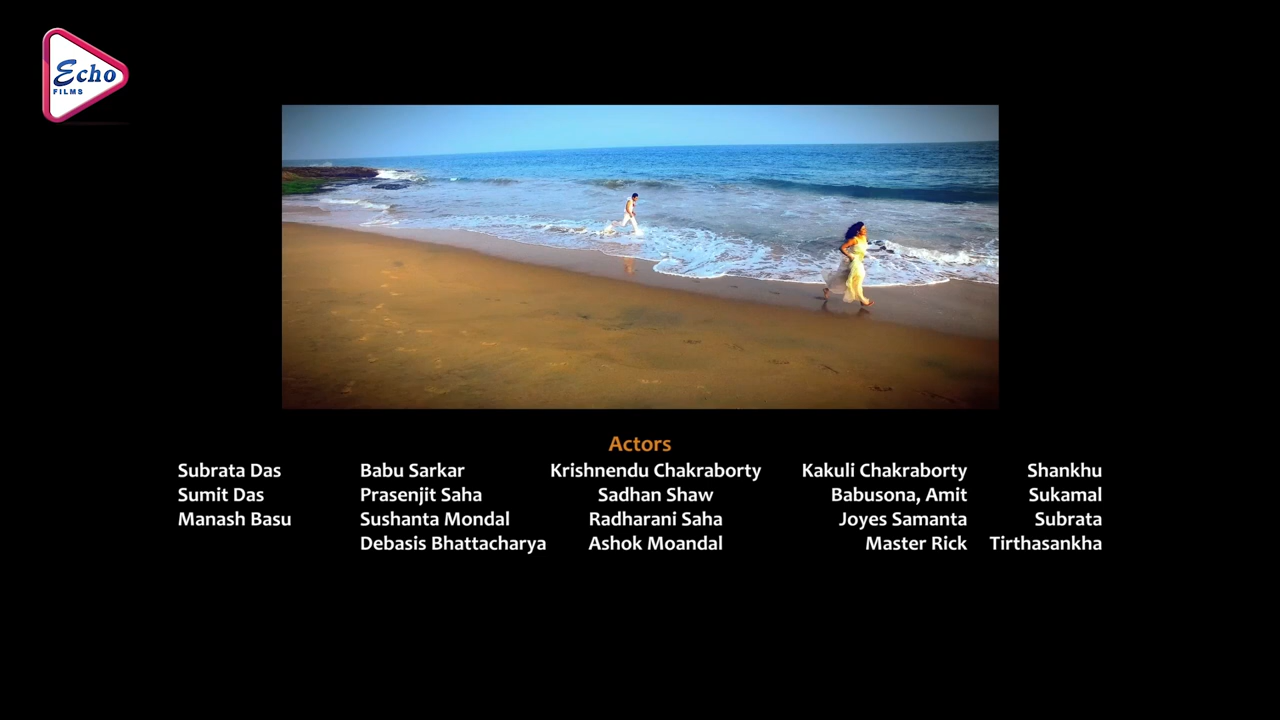 Echo
FILMS
Actors
Subrata Das Babu Sarkar Krishnendu Chakraborty Kakuli Chakraborty Shankhu
Sumit Das Prasenjit Saha Sadhan Shaw Babusona, Amit Sukamal
Manash Basu Sushanta Mondal Radharani Saha Joyes Samanta Subrata
Debasis Bhattacharya Ashok Moandal Master Rick Tirthasankha